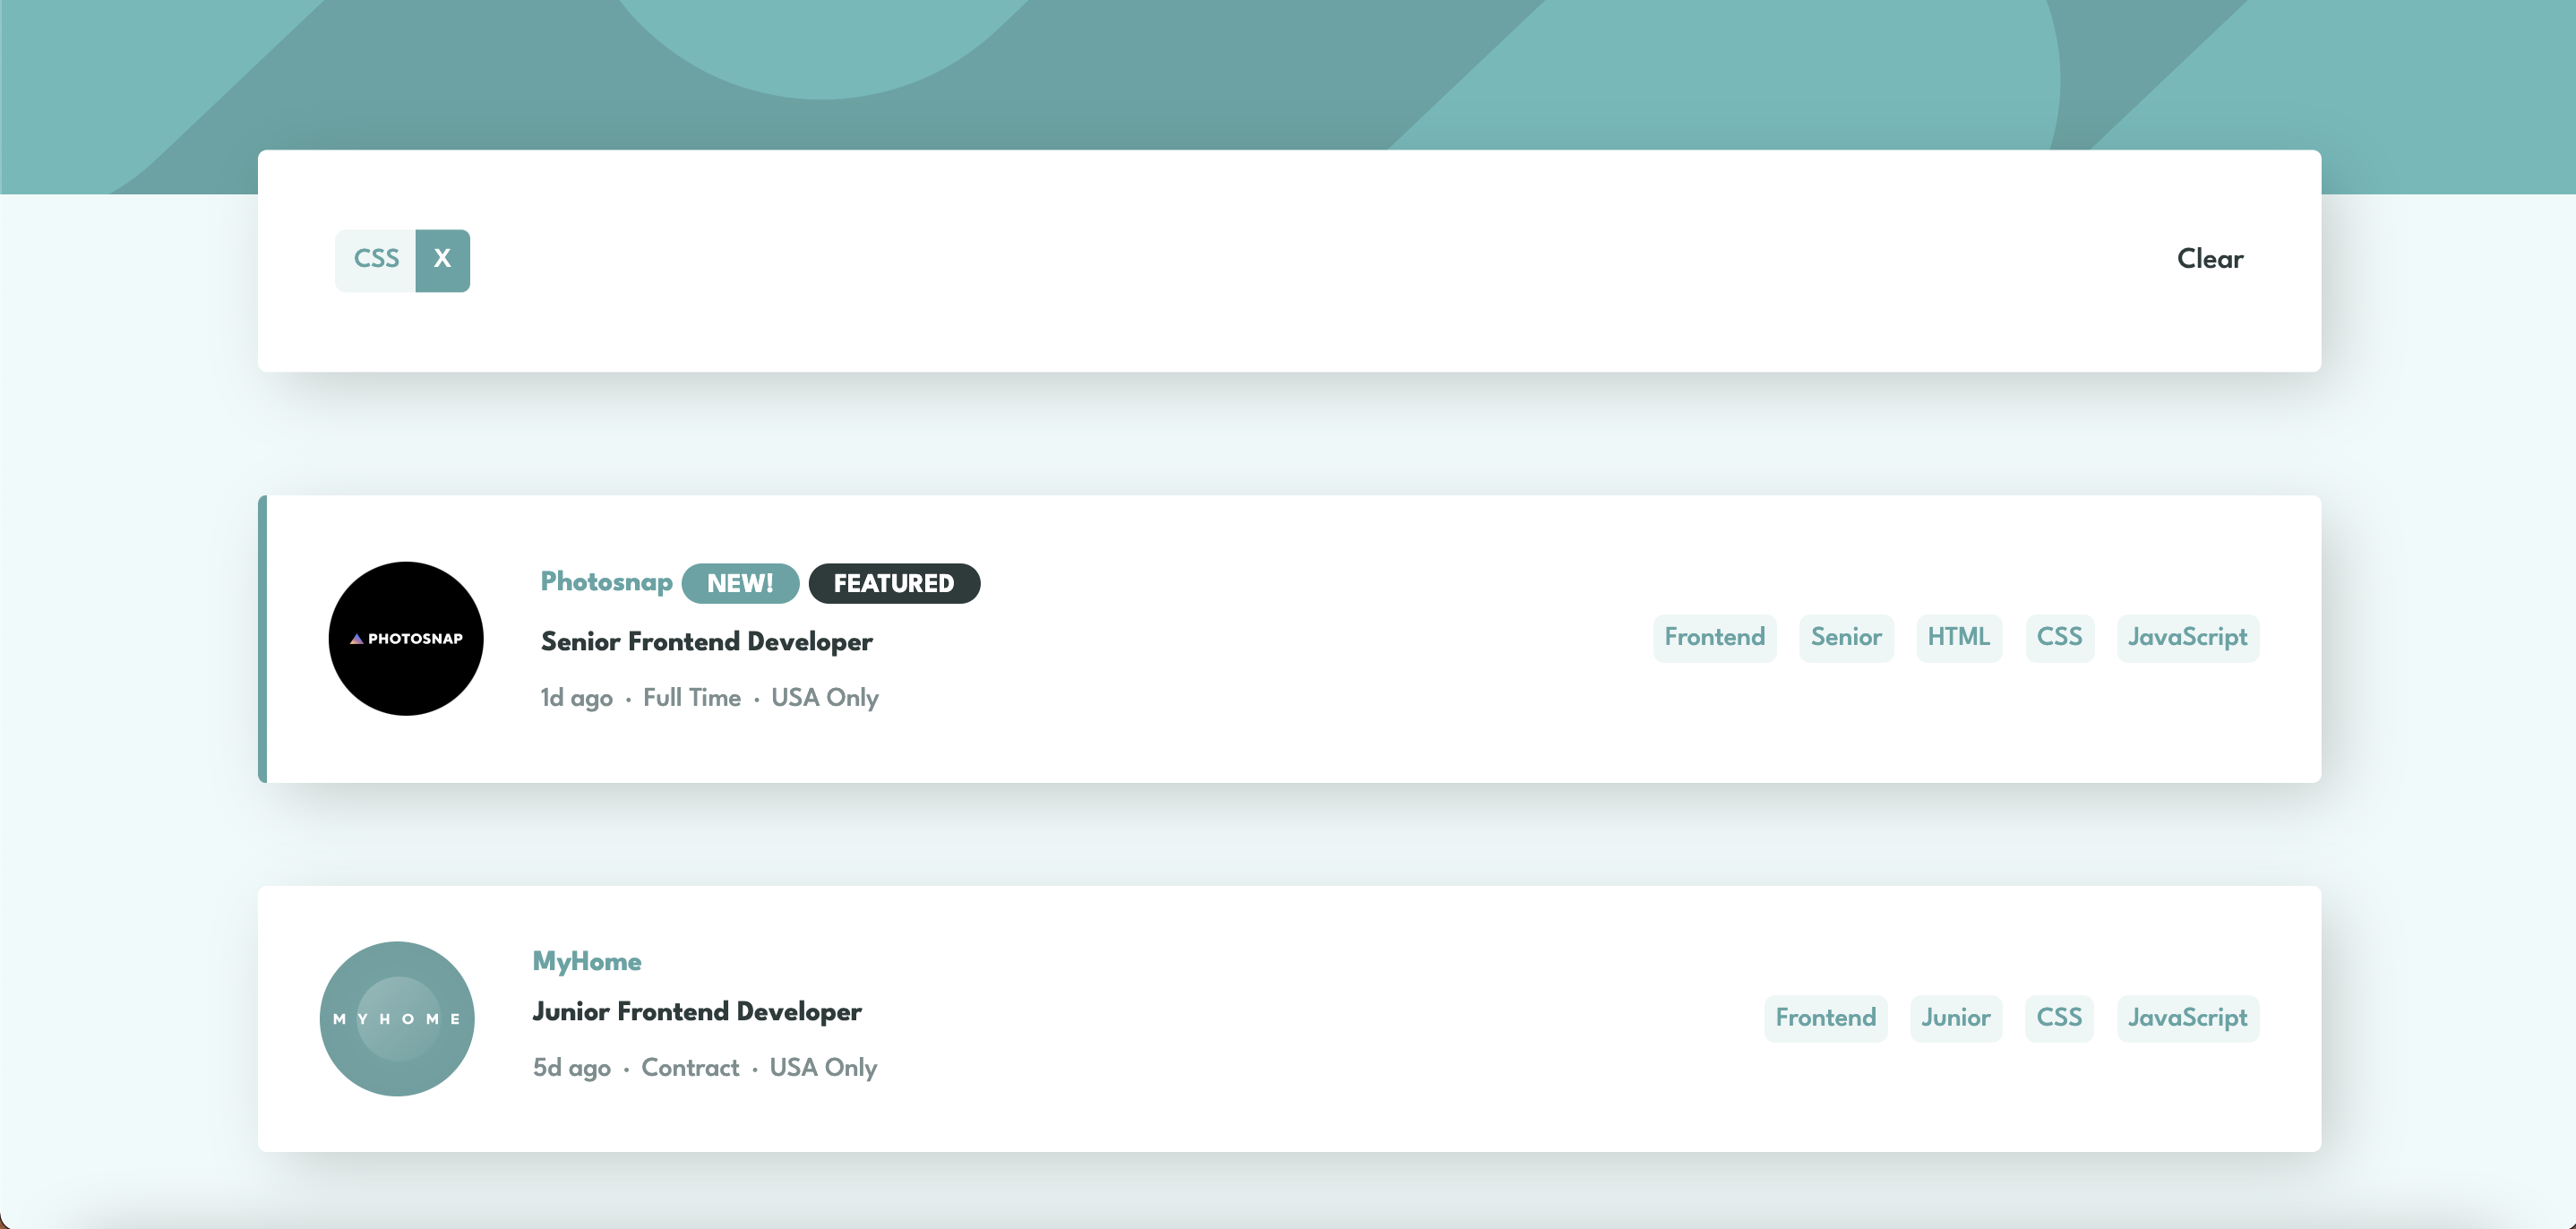 CSS X Clear
PHOTOSNAP
Photosnap NEW! FEATURED
Senior Frontend Developer
1d ago · Full Time · USA Only
Frontend Senior HTML CSS JavaScript
MYHOME
MyHome
Junior Frontend Developer
5d ago · Contract · USA Only
Frontend Junior CSS JavaScript